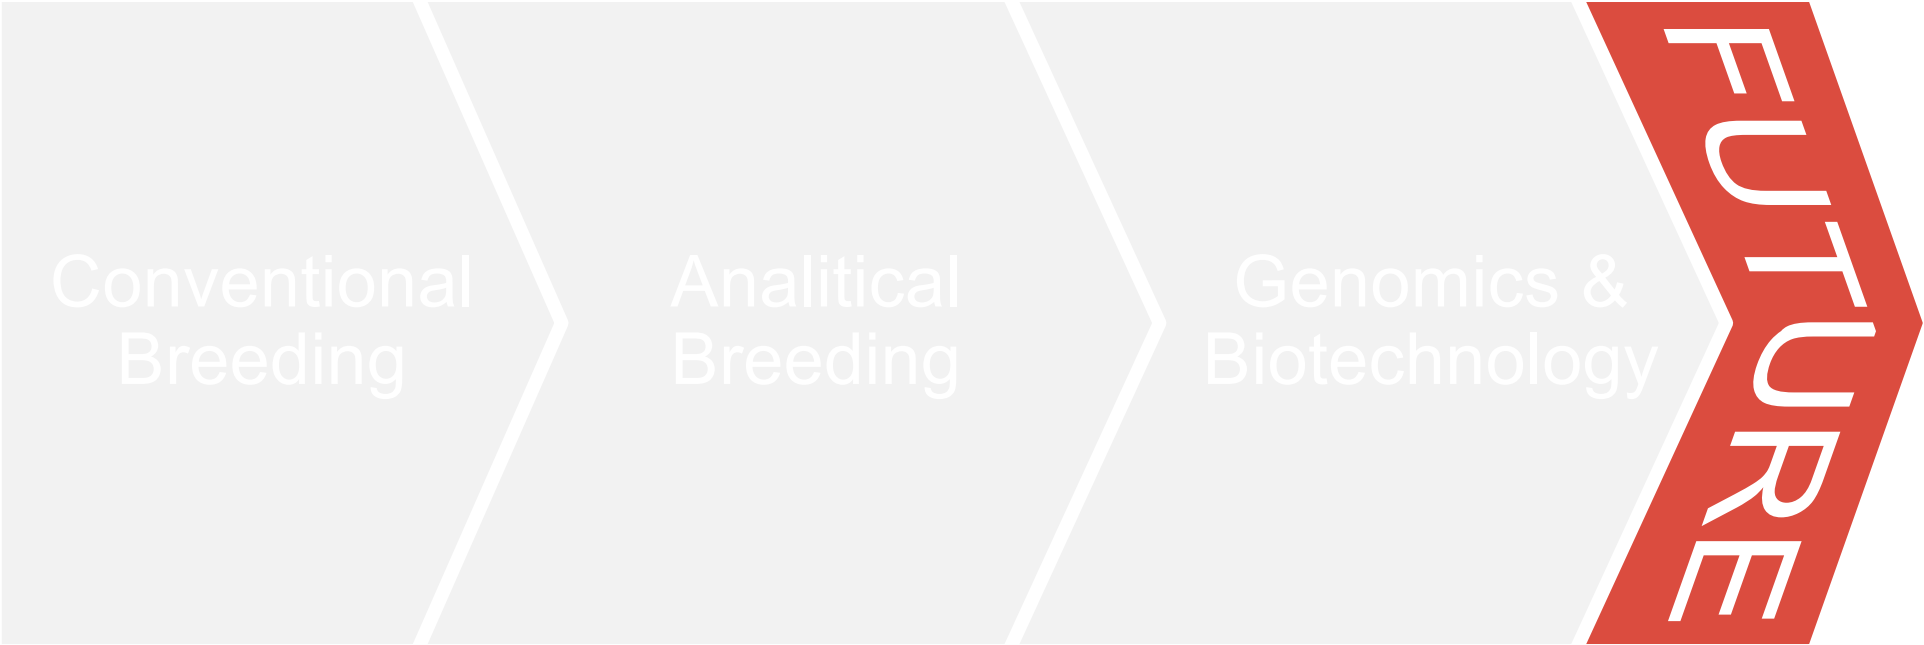 Conventional
Breeding
Analitical
Breeding
Genomics &
Biotechnology
FUTURE